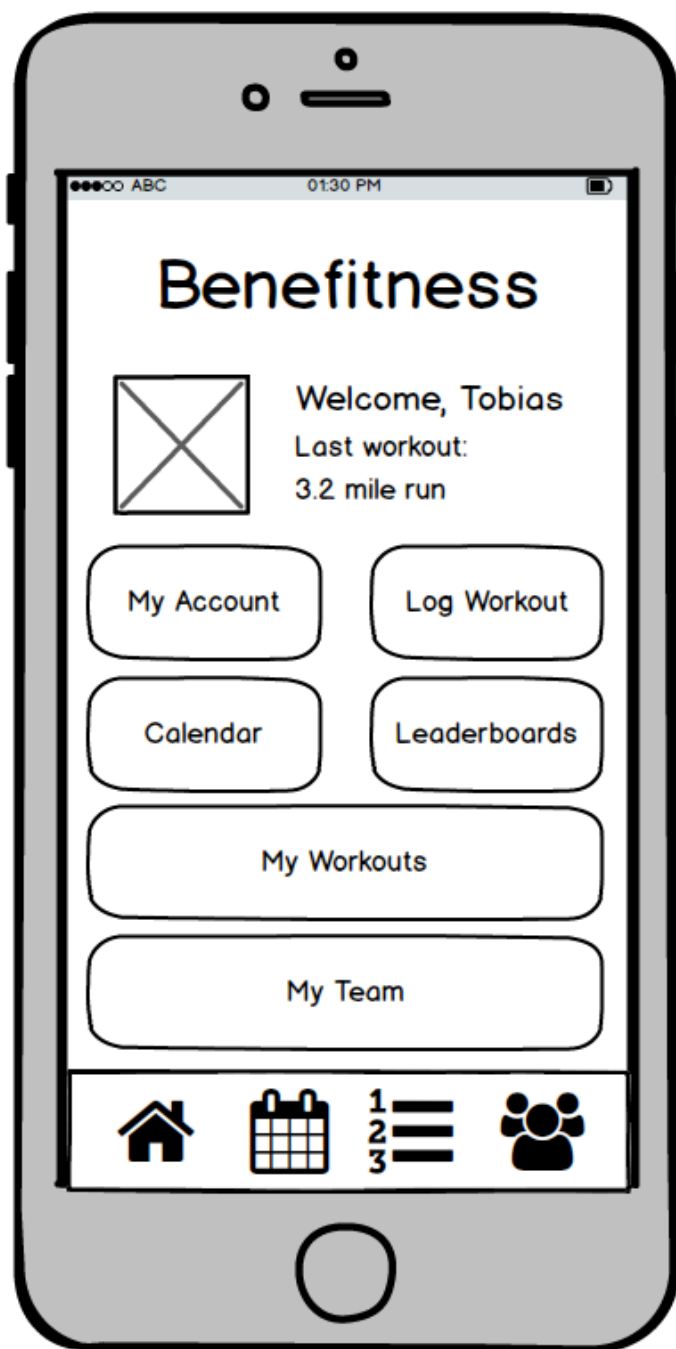 ABC 01:30 PM
Benefitness
Welcome, Tobias
Last workout:
3.2 mile run
My Account
Log Workout
Calendar
Leaderboards
My Workouts
My Team
1
2
3